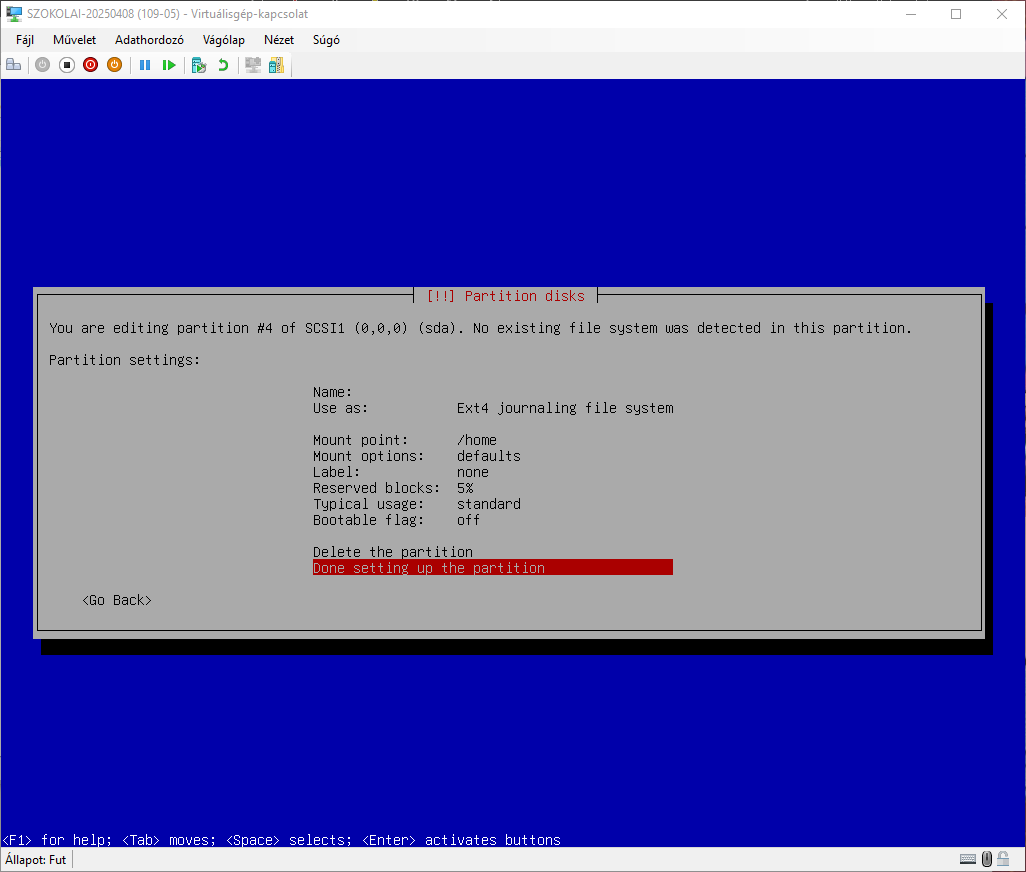 SZOKOLAI-20250408 (109-05) - Virtuálisgép-kapcsolat
Fájl Művelet Adathordozó Vágólap Nézet Súgó
[!!] Partition disks
You are editing partition #4 of SCSI1 (0,0,0) (sda). No existing file system was detected in this partition.
Partition settings:
Name:
Use as: Ext4 journaling file system
Mount point: /home
Mount options: defaults
Label: none
Reserved blocks: 5%
Typical usage: standard
Bootable flag: off
Delete the partition
Done setting up the partition
<Go Back>
<F1> for help; <Tab> moves; <Space> selects; <Enter> activates buttons
Állapot: Fut